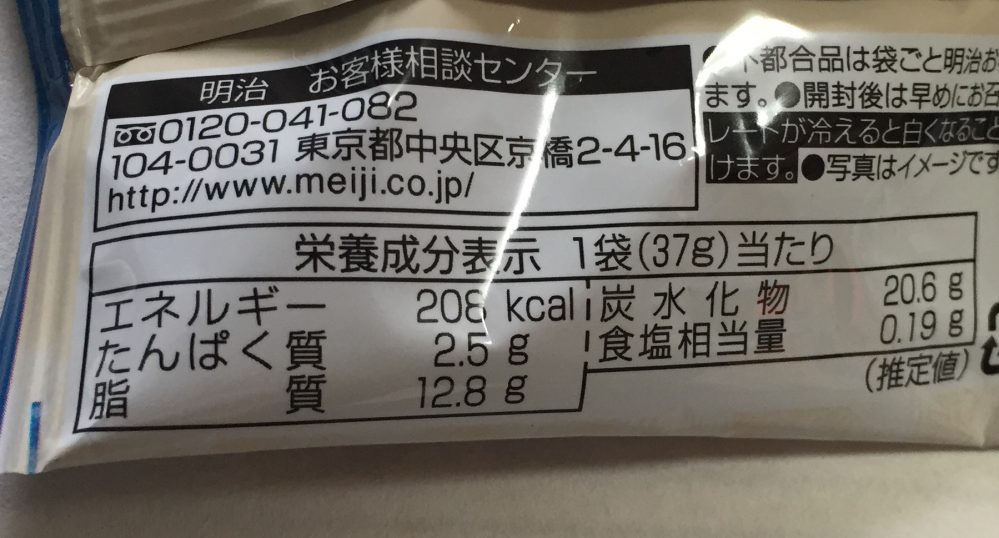 明治 お客様相談センター
0120-041-082
104-0031 東京都中央区京橋2-4-16
http://www.meiji.co.jp/
都合品は袋ごと明治お
ます。●開封後は早めにお召
レートが冷えると白くなること
けます。●写真はイメージです
栄養成分表示 1袋(37g)当たり
エネルギー 208 kcal
たんぱく質 2.5 g
脂質 12.8 g
炭水化物 20.6 g
食塩相当量 0.19 g
(推定値)